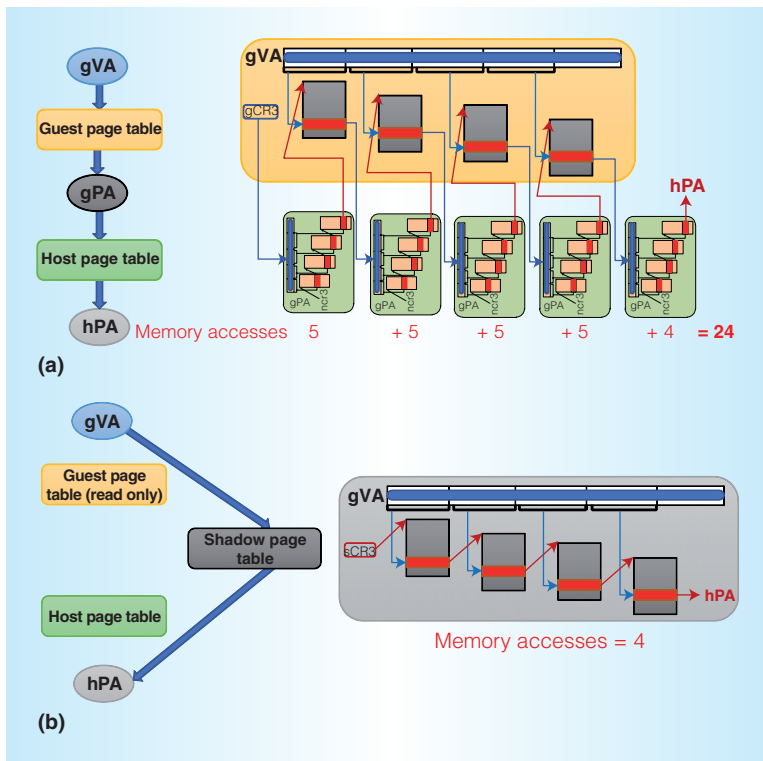 gVA
Guest page table
gPA
Host page table
hPA
gVA
gCR3
hPA
gPA
ncr3
gPA
ncr3
gPA
ncr3
gPA
ncr3
gPA
ncr3
Memory accesses 5 + 5 + 5 + 5 + 4 = 24
(a)
gVA
Guest page
table (read only)
Shadow page
table
Host page table
hPA
gVA
sCR3
hPA
Memory accesses = 4
(b)